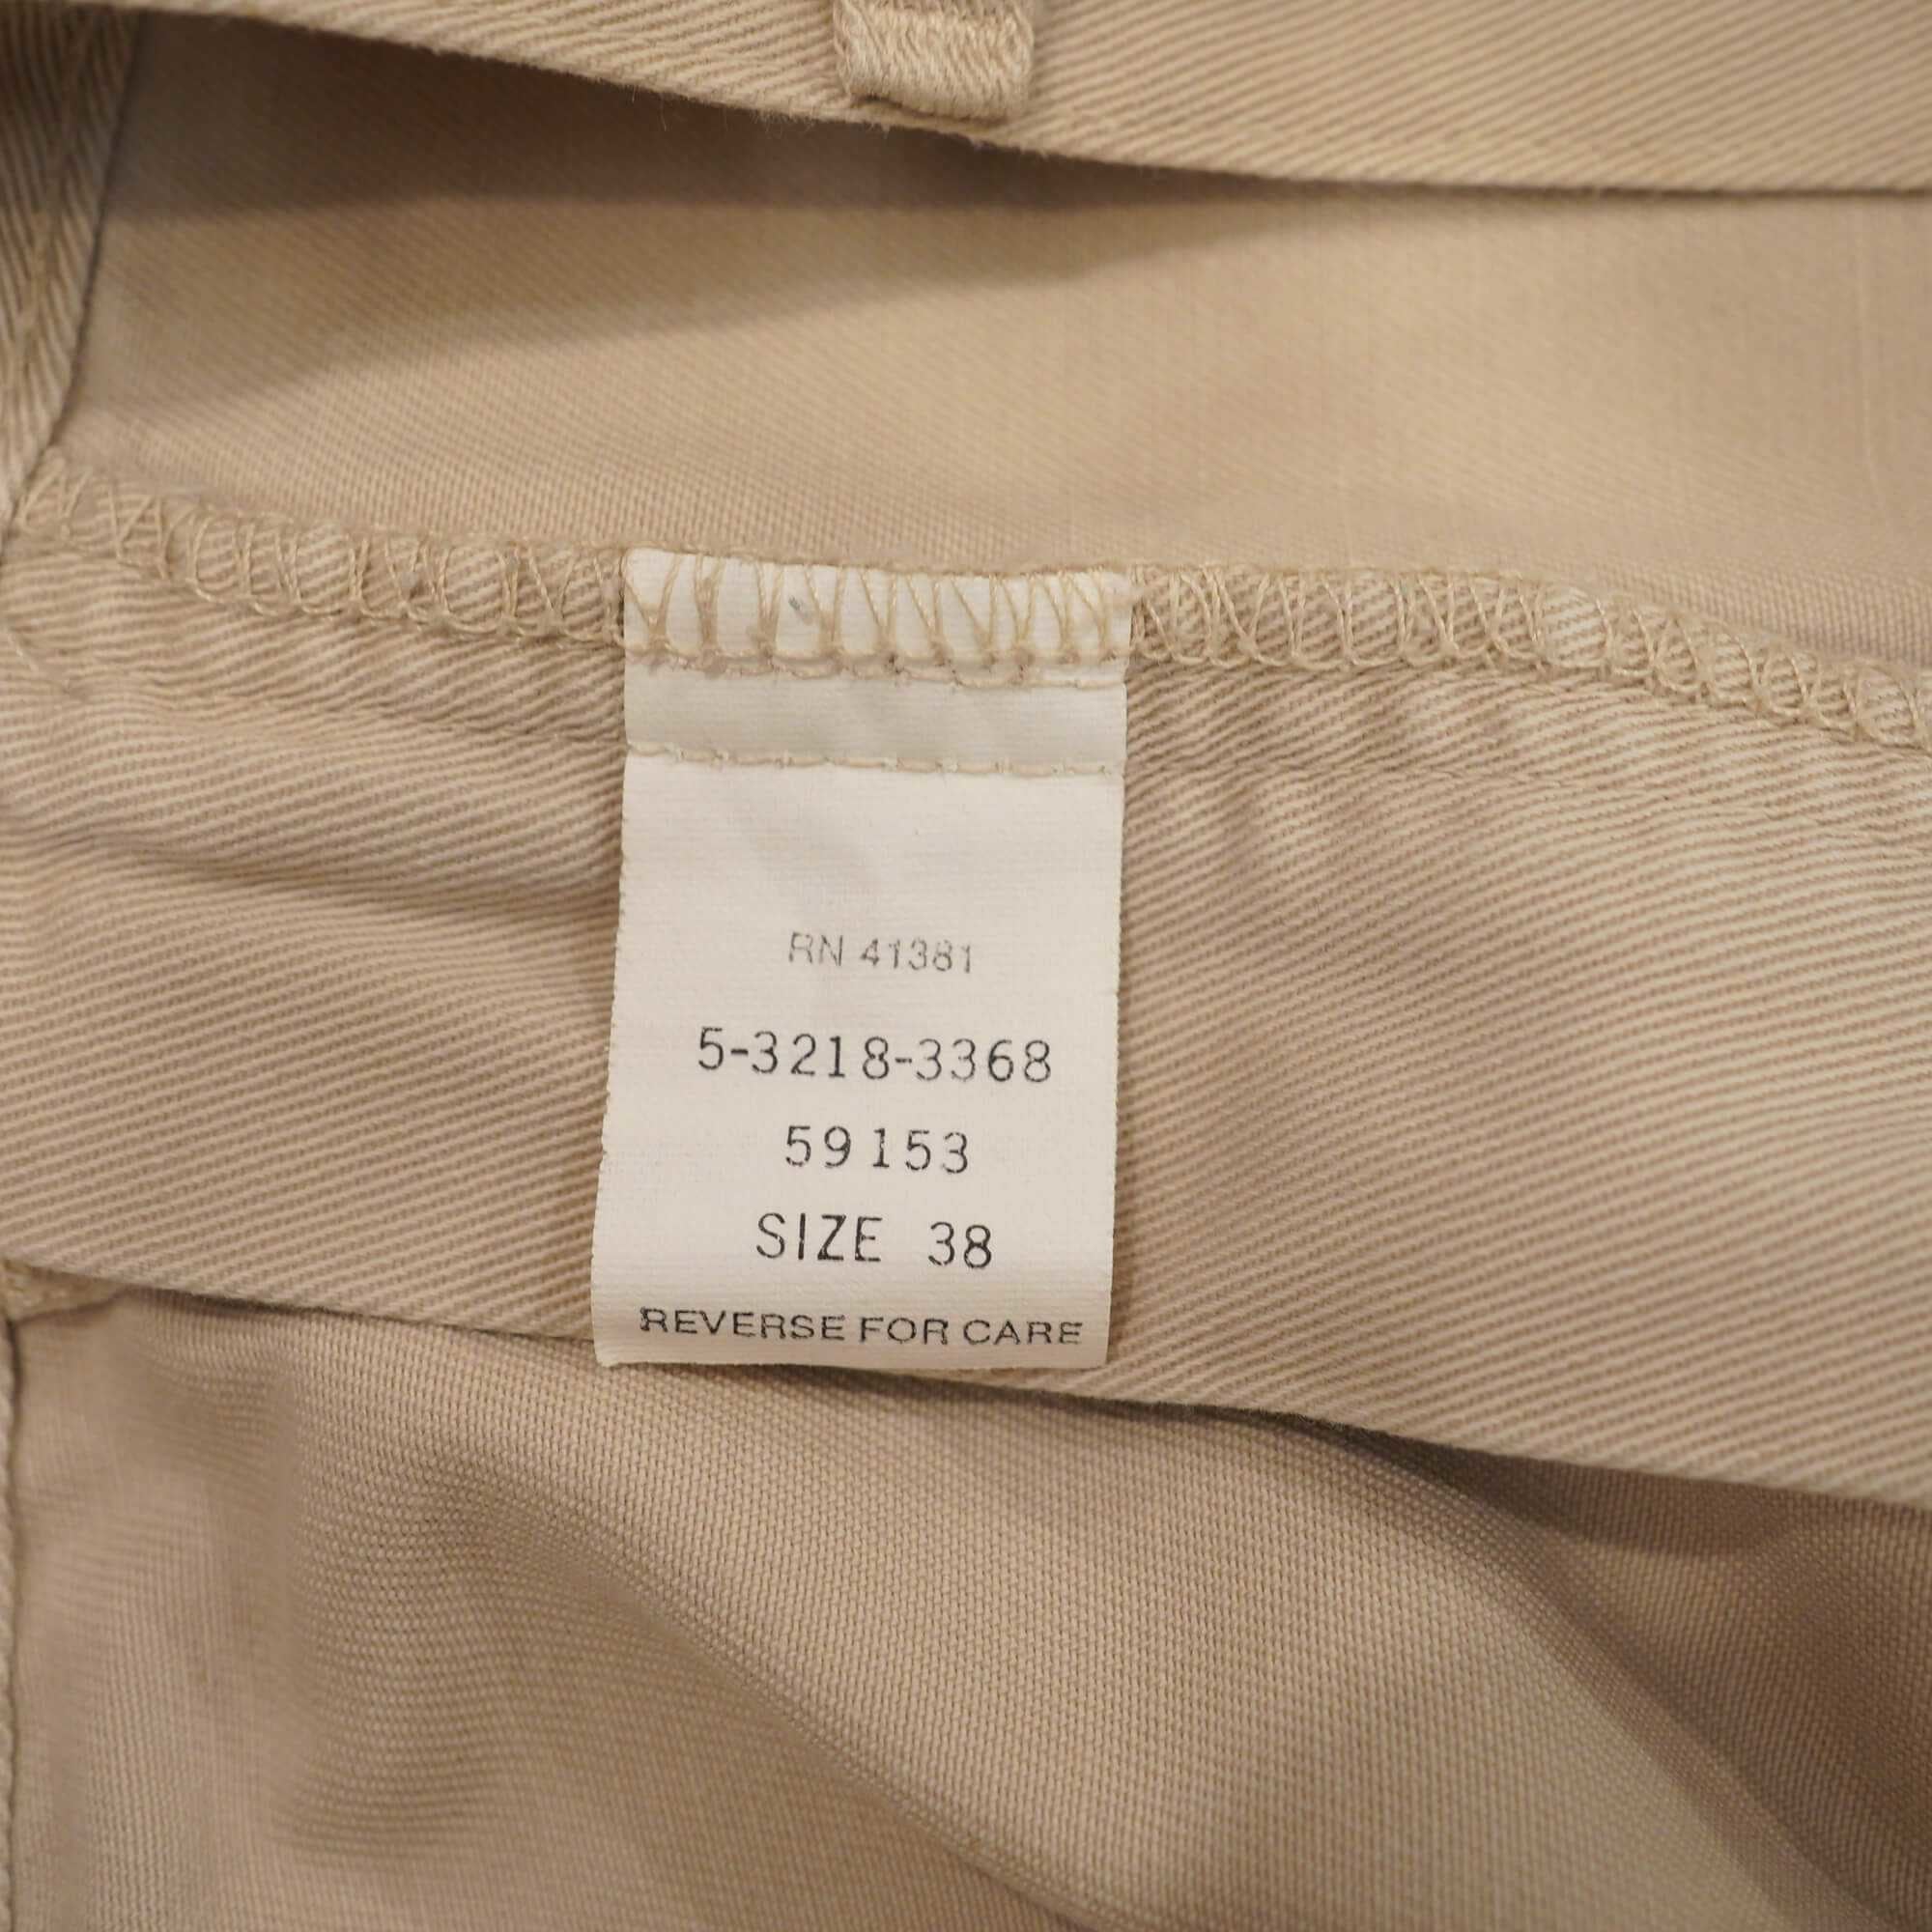 RN 41381
5-3218-3368
59153
SIZE 38
REVERSE FOR CARE